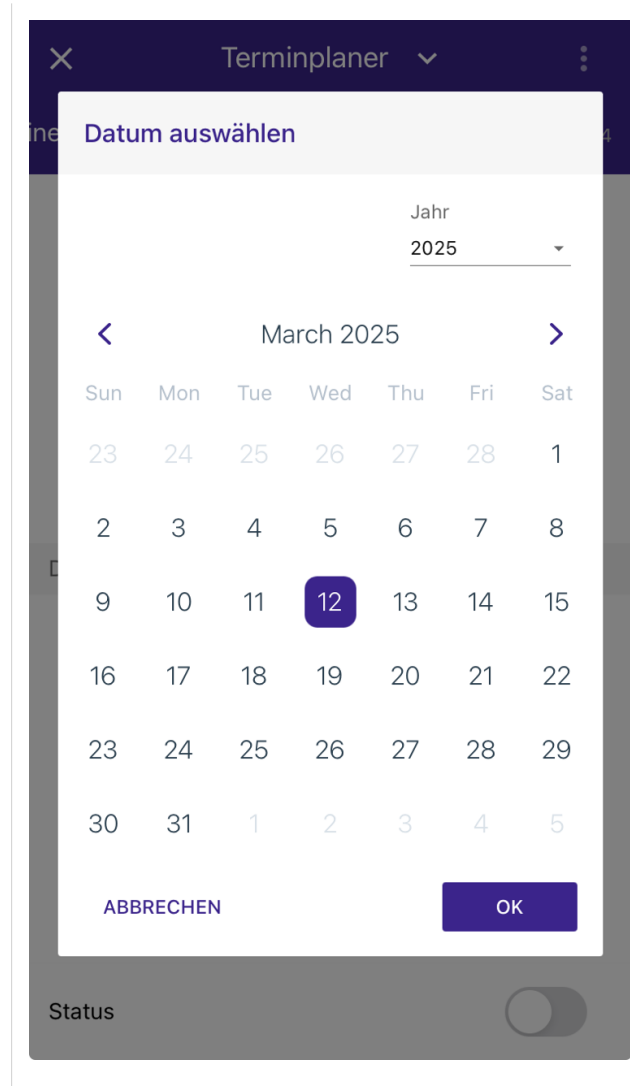 Terminplaner
ine
4
Datum auswählen
Jahr
2025
March 2025
Sun Mon Tue Wed Thu Fri Sat
23 24 25 26 27 28 1
2 3 4 5 6 7 8
9 10 11 12 13 14 15
16 17 18 19 20 21 22
23 24 25 26 27 28 29
30 31 1 2 3 4 5
ABBRECHEN OK
Status